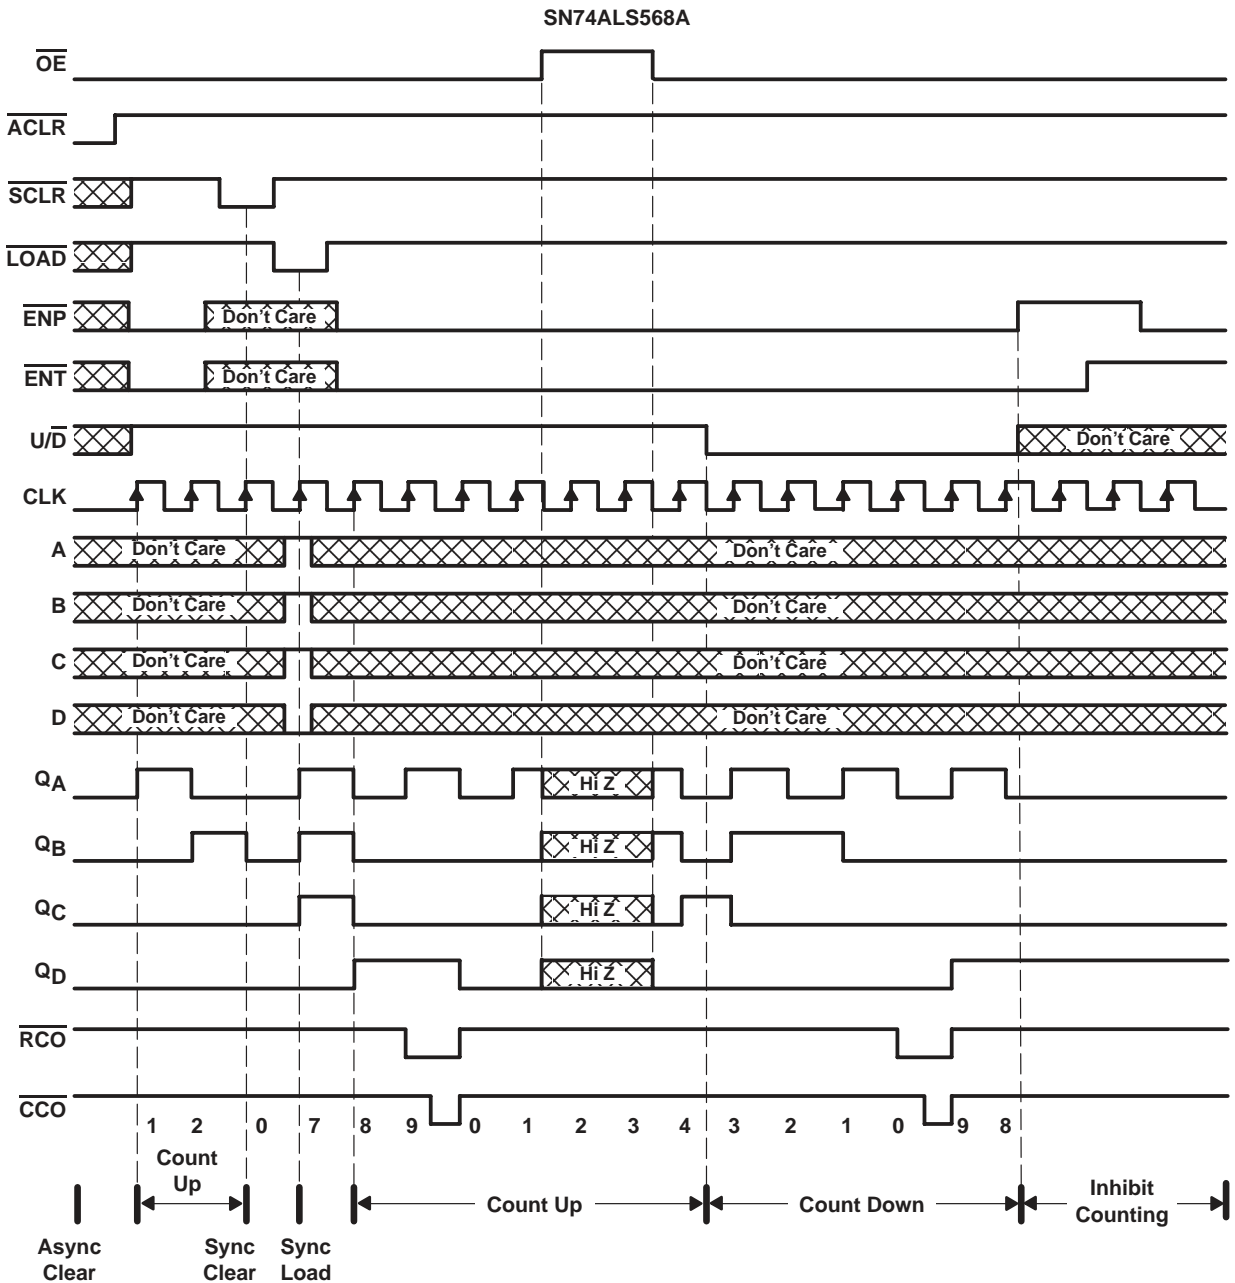 SN74ALS568A
OE
ACLR
SCLR
LOAD
ENP Don't Care
ENT Don't Care
U/D Don't Care
CLK
A Don't Care Don't Care
B Don't Care Don't Care
C Don't Care Don't Care
D Don't Care Don't Care
QA Hi Z
QB Hi Z
QC Hi Z
QD Hi Z
RCO
CCO
1 2 0 7 8 9 0 1 2 3 4 3 2 1 0 9 8
Count
Up
Count Up
Count Down
Inhibit
Counting
Async
Clear
Sync
Clear
Sync
Load